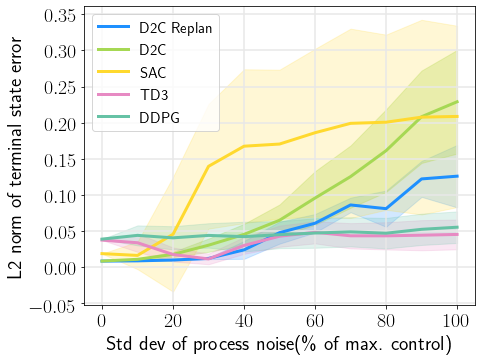 D2C Replan
D2C
SAC
TD3
DDPG
L2 norm of terminal state error
0.35
0.30
0.25
0.20
0.15
0.10
0.05
0.00
−0.05
0 20 40 60 80 100
Std dev of process noise(% of max. control)